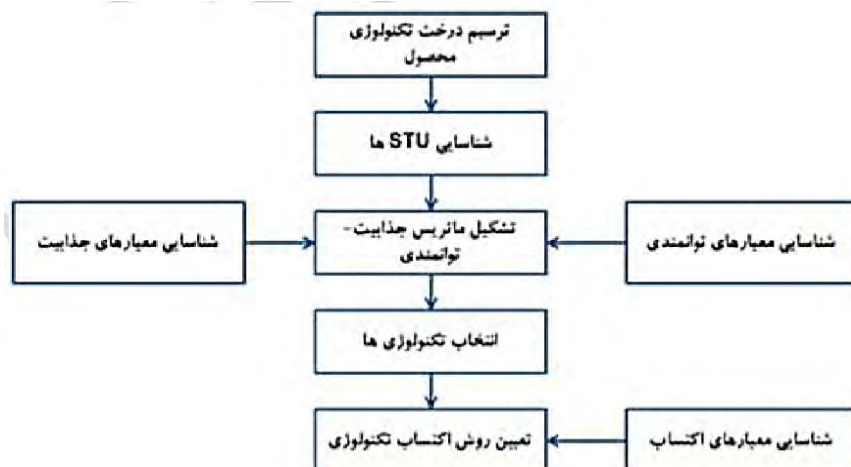 ترسیم درخت تکنولوژی
محصول
شناسایی STU ها
شناسایی معیارهای توانمندی
تشکیل ماتریس جذابیت-
توانمندی
شناسایی معیارهای جذابیت
انتخاب تکنولوژی ها
شناسایی معیارهای اکتساب
تعیین روش اکتساب تکنولوژی